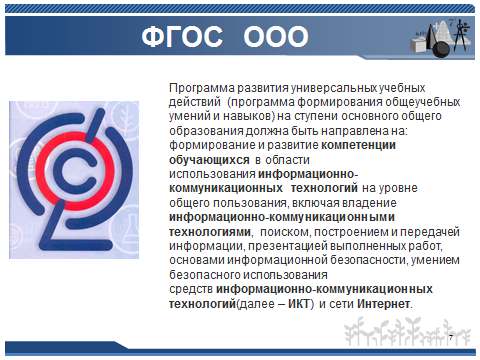 ФГОС ООО
Программа развития универсальных учебных
действий (программа формирования общеучебных
умений и навыков) на ступени основного общего
образования должна быть направлена на:
формирование и развитие компетенции
обучающихся в области
использования информационно-
коммуникационных технологий на уровне
общего пользования, включая владение
информационно-коммуникационными
технологиями, поиском, построением и передачей
информации, презентацией выполненных работ,
основами информационной безопасности, умением
безопасного использования
средств информационно-коммуникационных
технологий(далее – ИКТ) и сети Интернет.
7